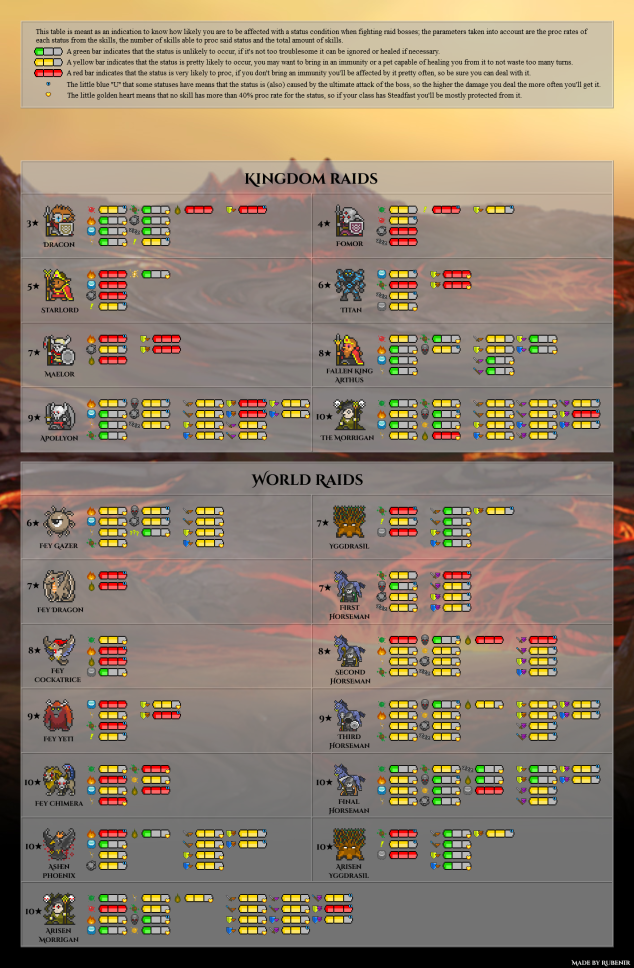 This table is meant as an indication to know how likely you are to be affected with a status condition when fighting raid bosses; the parameters taken into account are the proc rates of
each status from the skills, the number of skills able to proc said status and the total amount of skills.
A green bar indicates that the status is unlikely to occur, if it's not too troublesome it can be ignored or healed if necessary.
A yellow bar indicates that the status is pretty likely to occur, you may want to bring in an immunity or a pet capable of healing you from it to not waste too many turns.
A red bar indicates that the status is very likely to proc, if you don't bring an immunity you'll be affected by it pretty often, so be sure you can deal with it.
The little blue "U" that some statuses have means that the status is (also) caused by the ultimate attack of the boss, so the higher the damage you deal the more often you'll get it.
The little golden heart means that no skill has more than 40% proc rate for the status, so if your class has Steadfast you'll be mostly protected from it.
Kingdom Raids
3★
Dracon
4★
Fomor
5★
Starlord
6★
Titan
7★
Maelor
8★
Fallen King
Arthus
9★
Apollyon
10★
The Morrigan
World Raids
6★
Fey Gazer
7★
Yggdrasil
7★
Fey Dragon
7★
First
Horseman
8★
Fey
Cockatrice
8★
Second
Horseman
9★
Fey Yeti
9★
Third
Horseman
10★
Fey Chimera
10★
Final
Horseman
10★
Ashen
Phoenix
10★
Arisen
Yggdrasil
10★
Arisen
Morrigan
Made by Rubenir